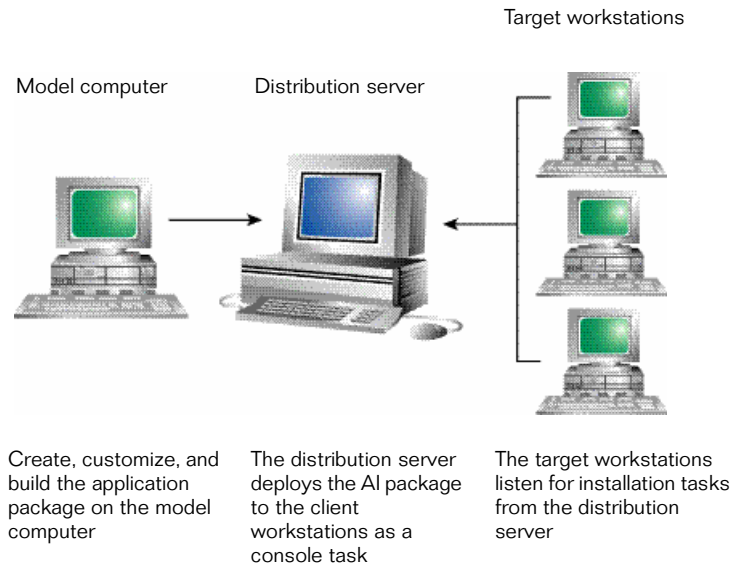 Target workstations
Model computer
Distribution server
Create, customize, and
build the application
package on the model
computer
The distribution server
deploys the AI package
to the client
workstations as a
console task
The target workstations
listen for installation tasks
from the distribution
server